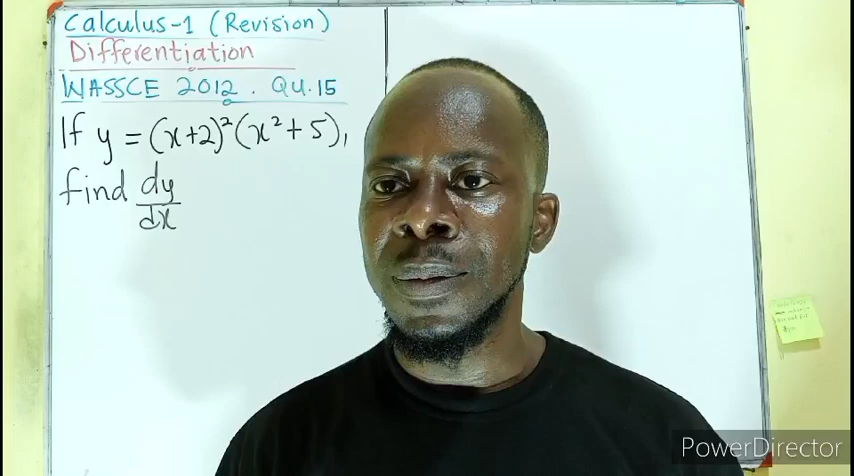 Calculus-1 (Revision)
Differentiation
WASSCE 2012. QU.15
If y = (x+2)²(x²+5),
find dy/dx
PowerDirector